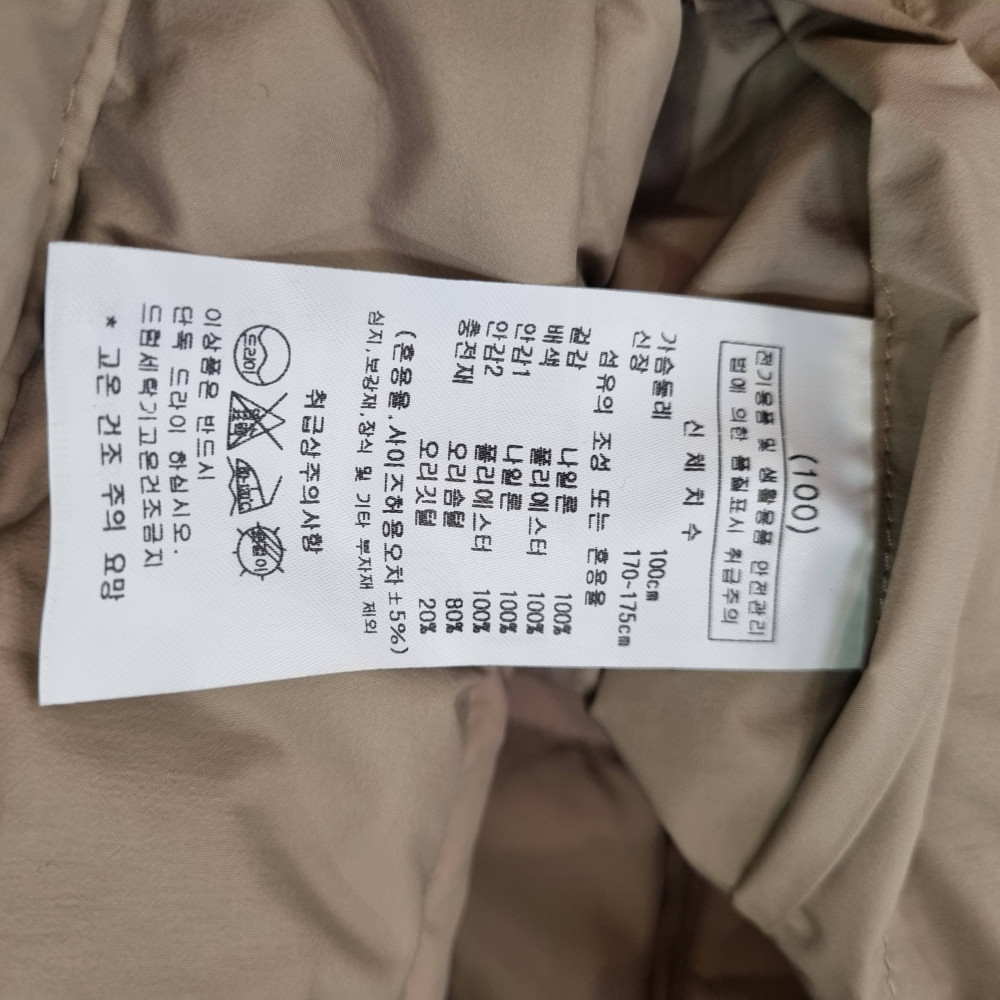 (100)
전기용품 및 생활용품 안전관리
법에 의한 품질표시 취급주의
신 체 치 수
가슴둘레 100cm
신장 170~175cm
섬유의 조성 또는 혼용율
겉감 나일론 100%
배색 폴리에스터 100%
안감1 나일론 100%
안감2 폴리에스터 100%
충전재 오리솜털 80%
오리깃털 20%
(혼용율.사이즈허용오차±5%)
심지,보강재,장식 및 기타 부자재 제외
취급상주의사항
드라이
이상품은 반드시
단독 드라이 하십시오.
드럼세탁기고온건조금지
* 고온 건조 주의 요망